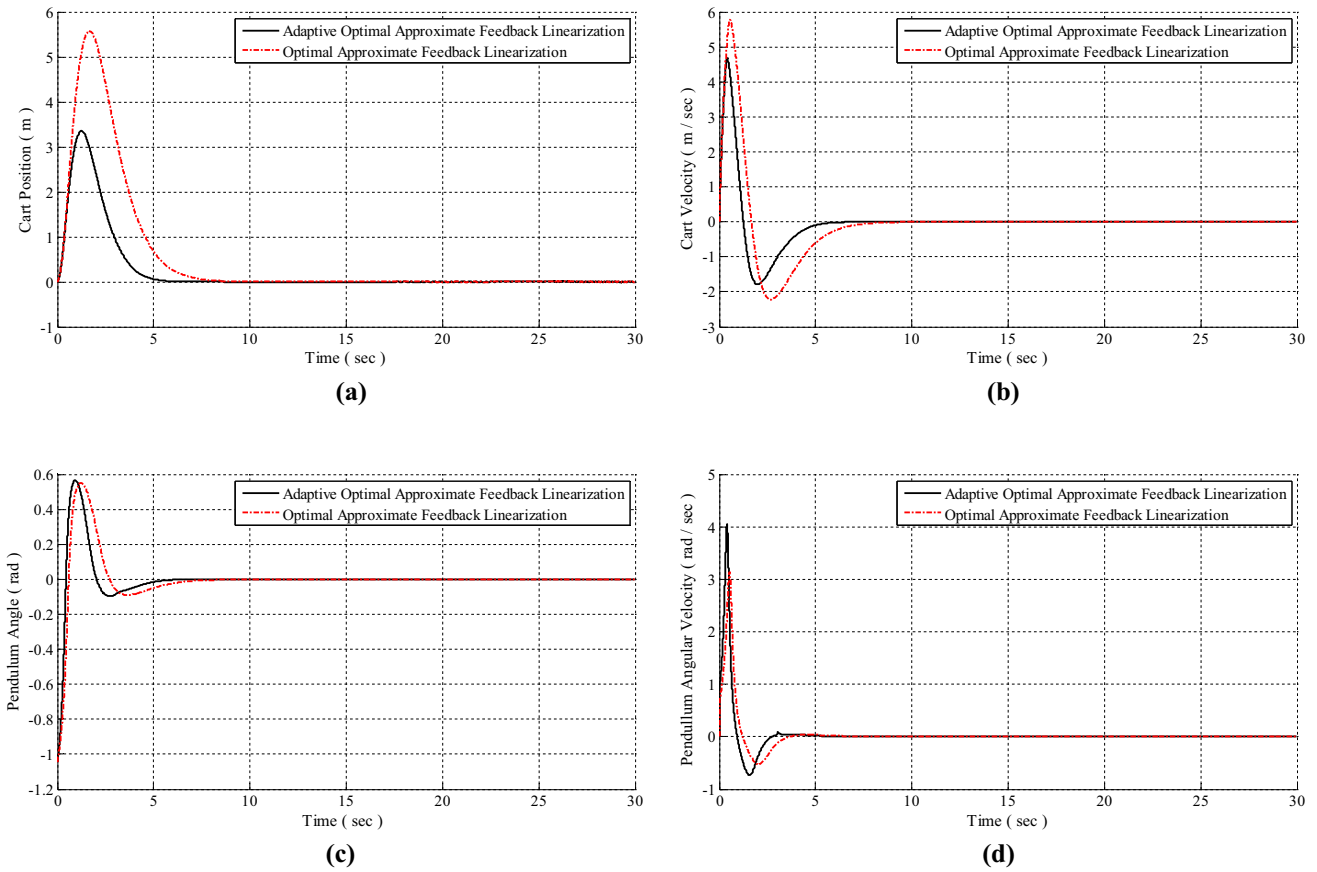 6
5
4
3
2
1
0
-1
Cart Position ( m )
Adaptive Optimal Approximate Feedback Linearization
Optimal Approximate Feedback Linearization
0 5 10 15 20 25 30
Time ( sec )
(a)
6
5
4
3
2
1
0
-1
-2
-3
Cart Velocity ( m / sec )
Adaptive Optimal Approximate Feedback Linearization
Optimal Approximate Feedback Linearization
0 5 10 15 20 25 30
Time ( sec )
(b)
0.6
0.4
0.2
0
-0.2
-0.4
-0.6
-0.8
-1
-1.2
Pendulum Angle ( rad )
Adaptive Optimal Approximate Feedback Linearization
Optimal Approximate Feedback Linearization
0 5 10 15 20 25 30
Time ( sec )
(c)
5
4
3
2
1
0
-1
Pendullum Angular Velocity ( rad / sec )
Adaptive Optimal Approximate Feedback Linearization
Optimal Approximate Feedback Linearization
0 5 10 15 20 25 30
Time ( sec )
(d)